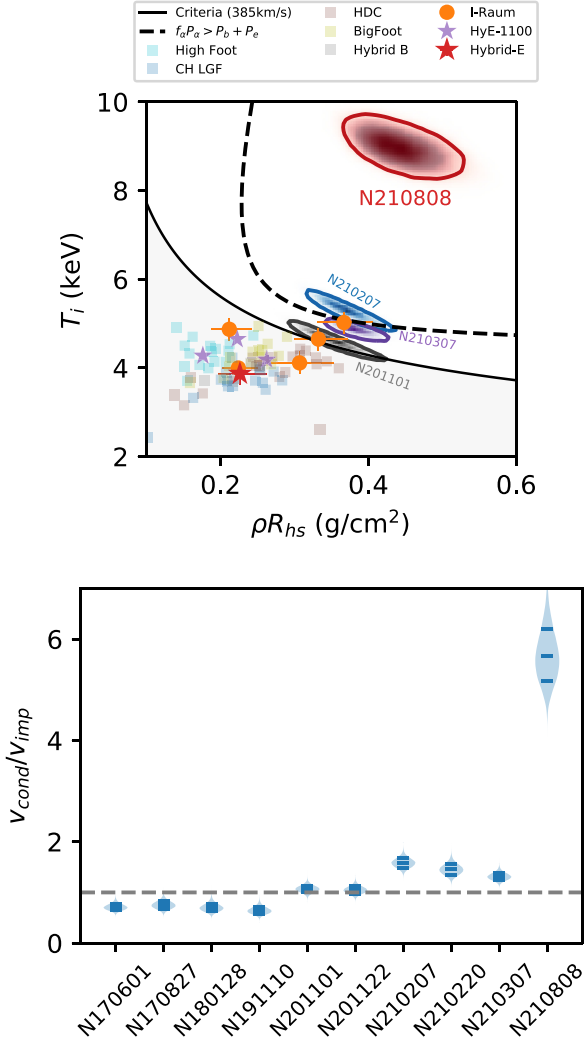 Criteria (385km/s)
f_αP_α > P_b + P_e
High Foot
CH LGF
HDC
BigFoot
Hybrid B
I-Raum
HyE-1100
Hybrid-E
10
8
6
4
2
T_i (keV)
N210808
N210207
N210307
N201101
0.2 0.4 0.6
ρR_hs (g/cm²)
6
4
2
0
v_cond/v_imp
N170601 N170827 N180128 N191110 N201101 N201122 N210207 N210220 N210307 N210808